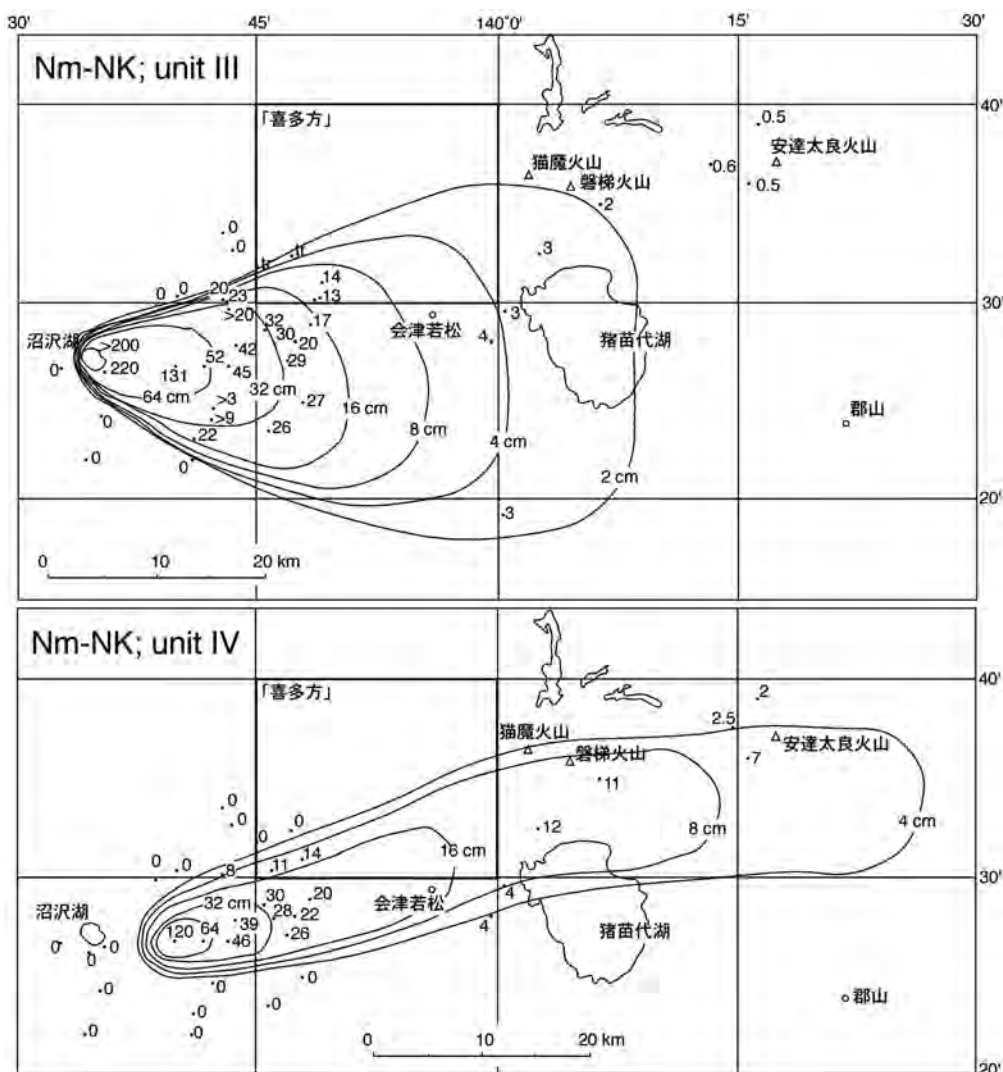 30' 45' 140°0' 15' 30'
Nm-NK; unit III
40'
「喜多方」
0.5
安達太良火山
猫魔火山
0.6
磐梯火山
0.5
2
0
0
tr
tr
3
14
0 0 20
23
13
30'
>20
32
17
3
沼沢湖
30
会津若松
4
猪苗代湖
>200
42
20
52
29
0
220
131
45
64 cm
32 cm
>3
27
16 cm
郡山
>9
8 cm
0
22
26
4 cm
0
0
2 cm
20'
3
0 10 20 km
Nm-NK; unit IV
40'
「喜多方」
2
2.5
猫魔火山
安達太良火山
磐梯火山
7
11
0
0
0
0
12
8 cm
4 cm
14
16 cm
0 0
8
11
30'
32 cm
30
20
会津若松
4
沼沢湖
28
22
39
4
120
64
猪苗代湖
0
0
46
26
0
0
0
0
郡山
0
0
0
0
0 10 20 km
20'